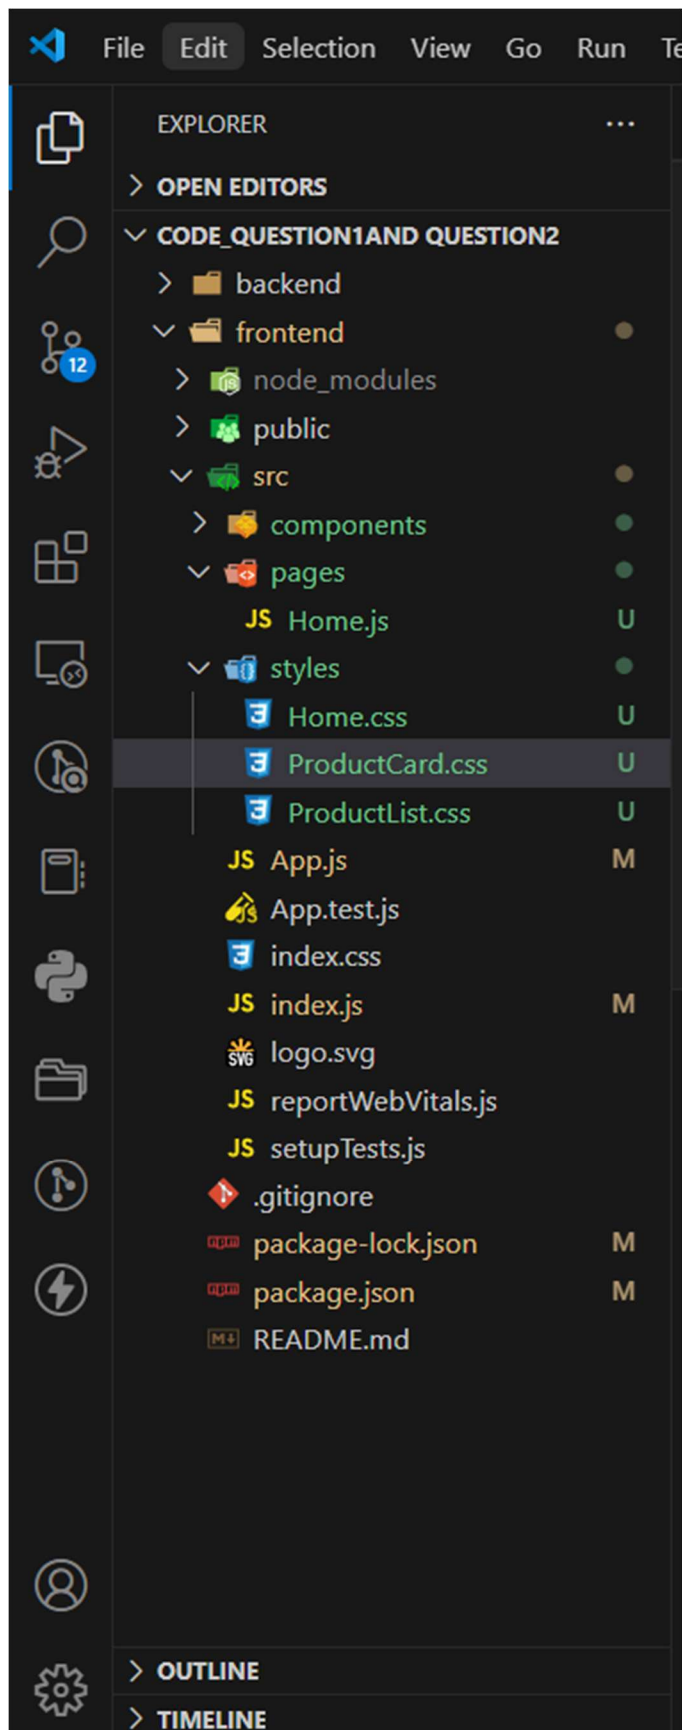 File Edit Selection View Go Run Te
EXPLORER ...
OPEN EDITORS
CODE_QUESTION1AND QUESTION2
backend
frontend
12
node_modules
public
src
components
pages
JS Home.js U
styles
Home.css U
ProductCard.css U
ProductList.css U
JS App.js M
JS App.test.js
index.css
JS index.js M
SVG logo.svg
JS reportWebVitals.js
JS setupTests.js
.gitignore
package-lock.json M
package.json M
M README.md
OUTLINE
TIMELINE